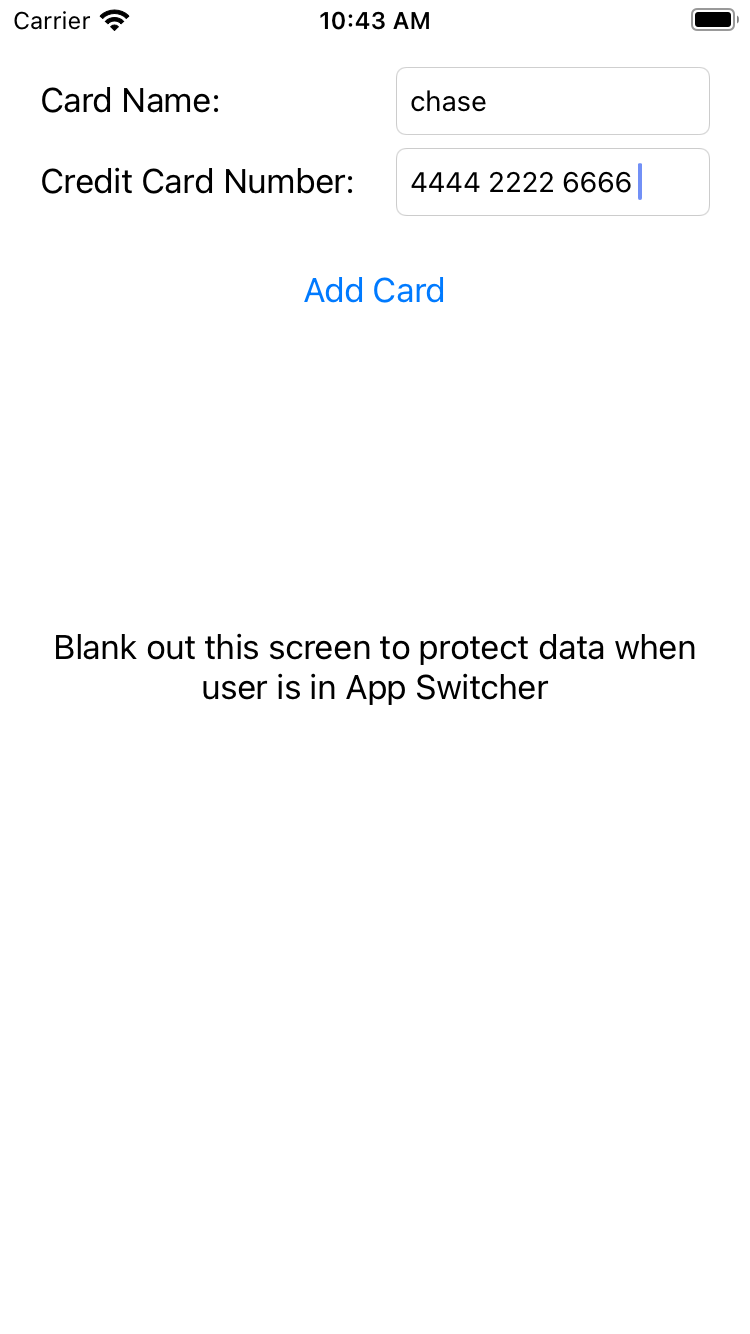 Carrier 10:43 AM
Card Name: chase
Credit Card Number: 4444 2222 6666
Add Card
Blank out this screen to protect data when
user is in App Switcher